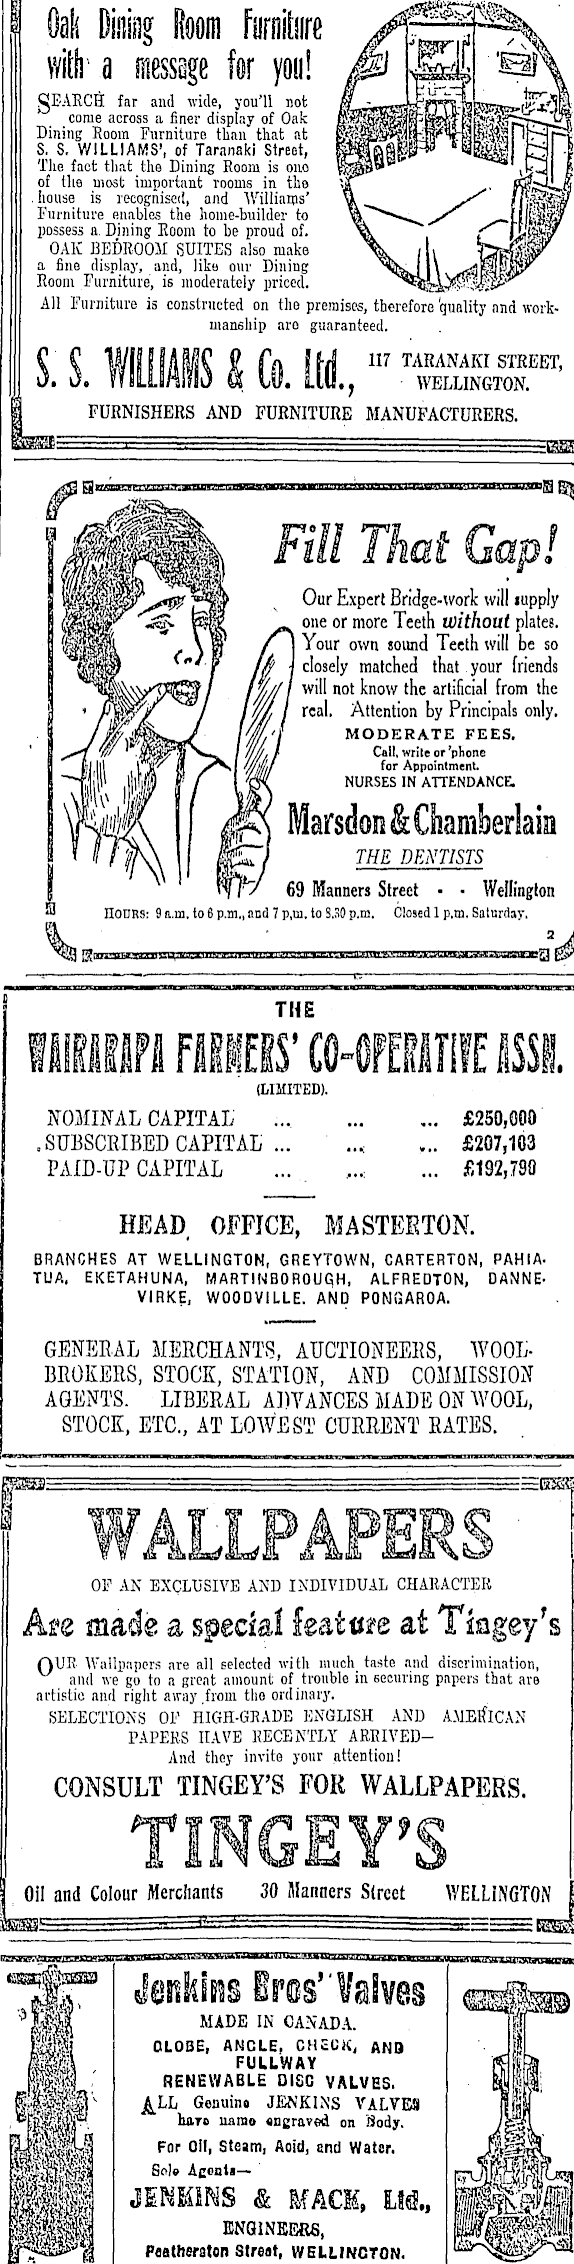 Oak Dining Room Furniture
with a message for you!
SEARCH far and wide, you'll not
come across a finer display of Oak
Dining Room Furniture than that at
S. S. WILLIAMS', of Taranaki Street,
The fact that the Dining Room is one
of the most important rooms in the
house is recognised, and Williams'
Furniture enables the home-builder to
possess a Dining Room to be proud of.
OAK BEDROOM SUITES also make
a fine display, and, like our Dining
Room Furniture, is moderately priced.
All Furniture is constructed on the premises, therefore quality and work-
manship are guaranteed.
S. S. WILLIAMS & Co. Ltd.,
117 TARANAKI STREET,
WELLINGTON.
FURNISHERS AND FURNITURE MANUFACTURERS.
Fill That Gap!
Our Expert Bridge-work will supply
one or more Teeth without plates.
Your own sound Teeth will be so
closely matched that your friends
will not know the artificial from the
real. Attention by Principals only.
MODERATE FEES.
Call, write or 'phone
for Appointment.
NURSES IN ATTENDANCE.
Marsdon & Chamberlain
THE DENTISTS
69 Manners Street - - Wellington
HOURS: 9 a.m. to 6 p.m., and 7 p.m. to 8.30 p.m. Closed 1 p.m. Saturday.
2
THE
WAIRARAPA FARMERS' CO-OPERATIVE ASSN.
(LIMITED).
NOMINAL CAPITAL ... ... ... £250,000
SUBSCRIBED CAPITAL ... ... ... £207,103
PAID-UP CAPITAL ... ... ... £192,790
HEAD OFFICE, MASTERTON.
BRANCHES AT WELLINGTON, GREYTOWN, CARTERTON, PAHIA-
TUA, EKETAHUNA, MARTINBOROUGH, ALFREDTON, DANNE-
VIRKE, WOODVILLE. AND PONGAROA.
GENERAL MERCHANTS, AUCTIONEERS, WOOL-
BROKERS, STOCK, STATION, AND COMMISSION
AGENTS. LIBERAL ADVANCES MADE ON WOOL,
STOCK, ETC., AT LOWEST CURRENT RATES.
WALLPAPERS
OF AN EXCLUSIVE AND INDIVIDUAL CHARACTER
Are made a special feature at Tingey's
OUR Wallpapers are all selected with much taste and discrimination,
and we go to a great amount of trouble in securing papers that are
artistic and right away from the ordinary.
SELECTIONS OF HIGH-GRADE ENGLISH AND AMERICAN
PAPERS HAVE RECENTLY ARRIVED—
And they invite your attention!
CONSULT TINGEY'S FOR WALLPAPERS.
TINGEY'S
Oil and Colour Merchants 30 Manners Street WELLINGTON
Jenkins Bros' Valves
MADE IN CANADA.
GLOBE, ANGLE, CHECK, AND
FULLWAY
RENEWABLE DISC VALVES.
ALL Genuine JENKINS VALVES
have name engraved on Body.
For Oil, Steam, Acid, and Water.
Sole Agents—
JENKINS & MACK, Ltd.,
ENGINEERS,
Featherston Street, WELLINGTON.